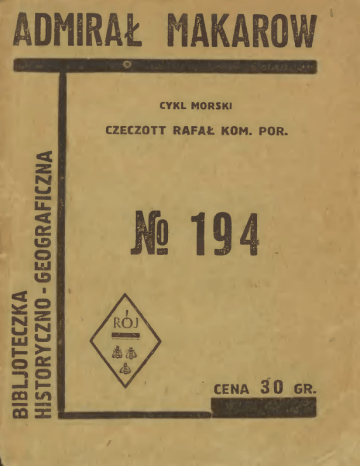 ADMIRAŁ MAKAROW
CYKL MORSKI
CZECZOTT RAFAŁ KOM. POR.
№ 194
BIBLJOTECZKA
HISTORYCZNO-GEOGRAFICZNA
RÓJ
CENA 30 GR.